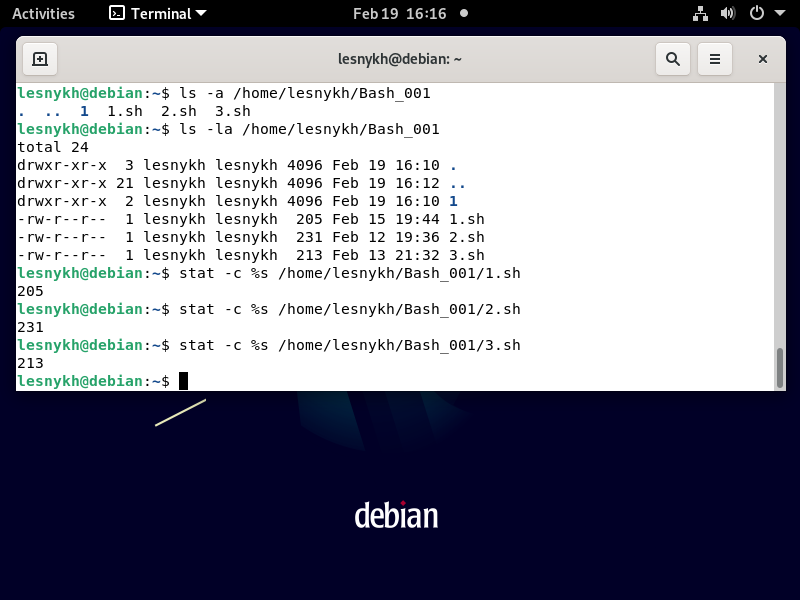 Activities Terminal Feb 19 16:16
lesnykh@debian: ~
lesnykh@debian:~$ ls -a /home/lesnykh/Bash_001
.  ..  1  1.sh  2.sh  3.sh
lesnykh@debian:~$ ls -la /home/lesnykh/Bash_001
total 24
drwxr-xr-x  3 lesnykh lesnykh 4096 Feb 19 16:10 .
drwxr-xr-x 21 lesnykh lesnykh 4096 Feb 19 16:12 ..
drwxr-xr-x  2 lesnykh lesnykh 4096 Feb 19 16:10 1
-rw-r--r--  1 lesnykh lesnykh  205 Feb 15 19:44 1.sh
-rw-r--r--  1 lesnykh lesnykh  231 Feb 12 19:36 2.sh
-rw-r--r--  1 lesnykh lesnykh  213 Feb 13 21:32 3.sh
lesnykh@debian:~$ stat -c %s /home/lesnykh/Bash_001/1.sh
205
lesnykh@debian:~$ stat -c %s /home/lesnykh/Bash_001/2.sh
231
lesnykh@debian:~$ stat -c %s /home/lesnykh/Bash_001/3.sh
213
lesnykh@debian:~$
debian